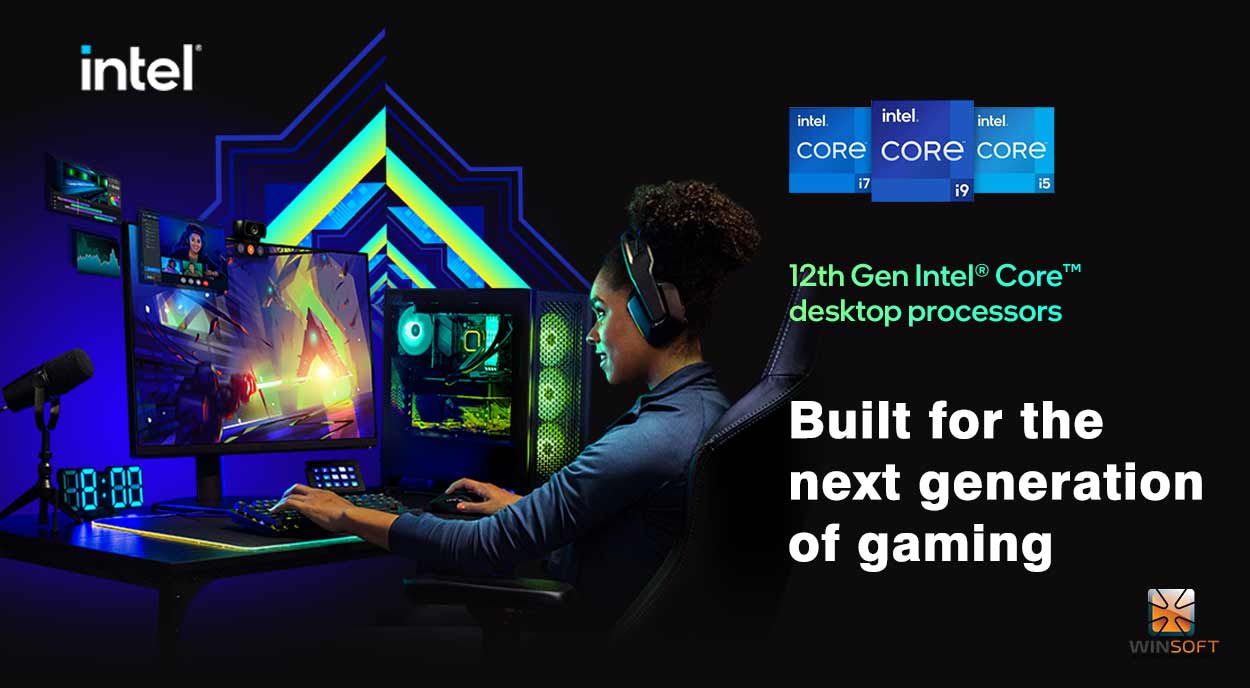 intel®
intel.
CORE
i7
intel.
CORE
i9
intel.
CORE
i5
12th Gen Intel® Core™
desktop processors
Built for the
next generation
of gaming
WINSOFT